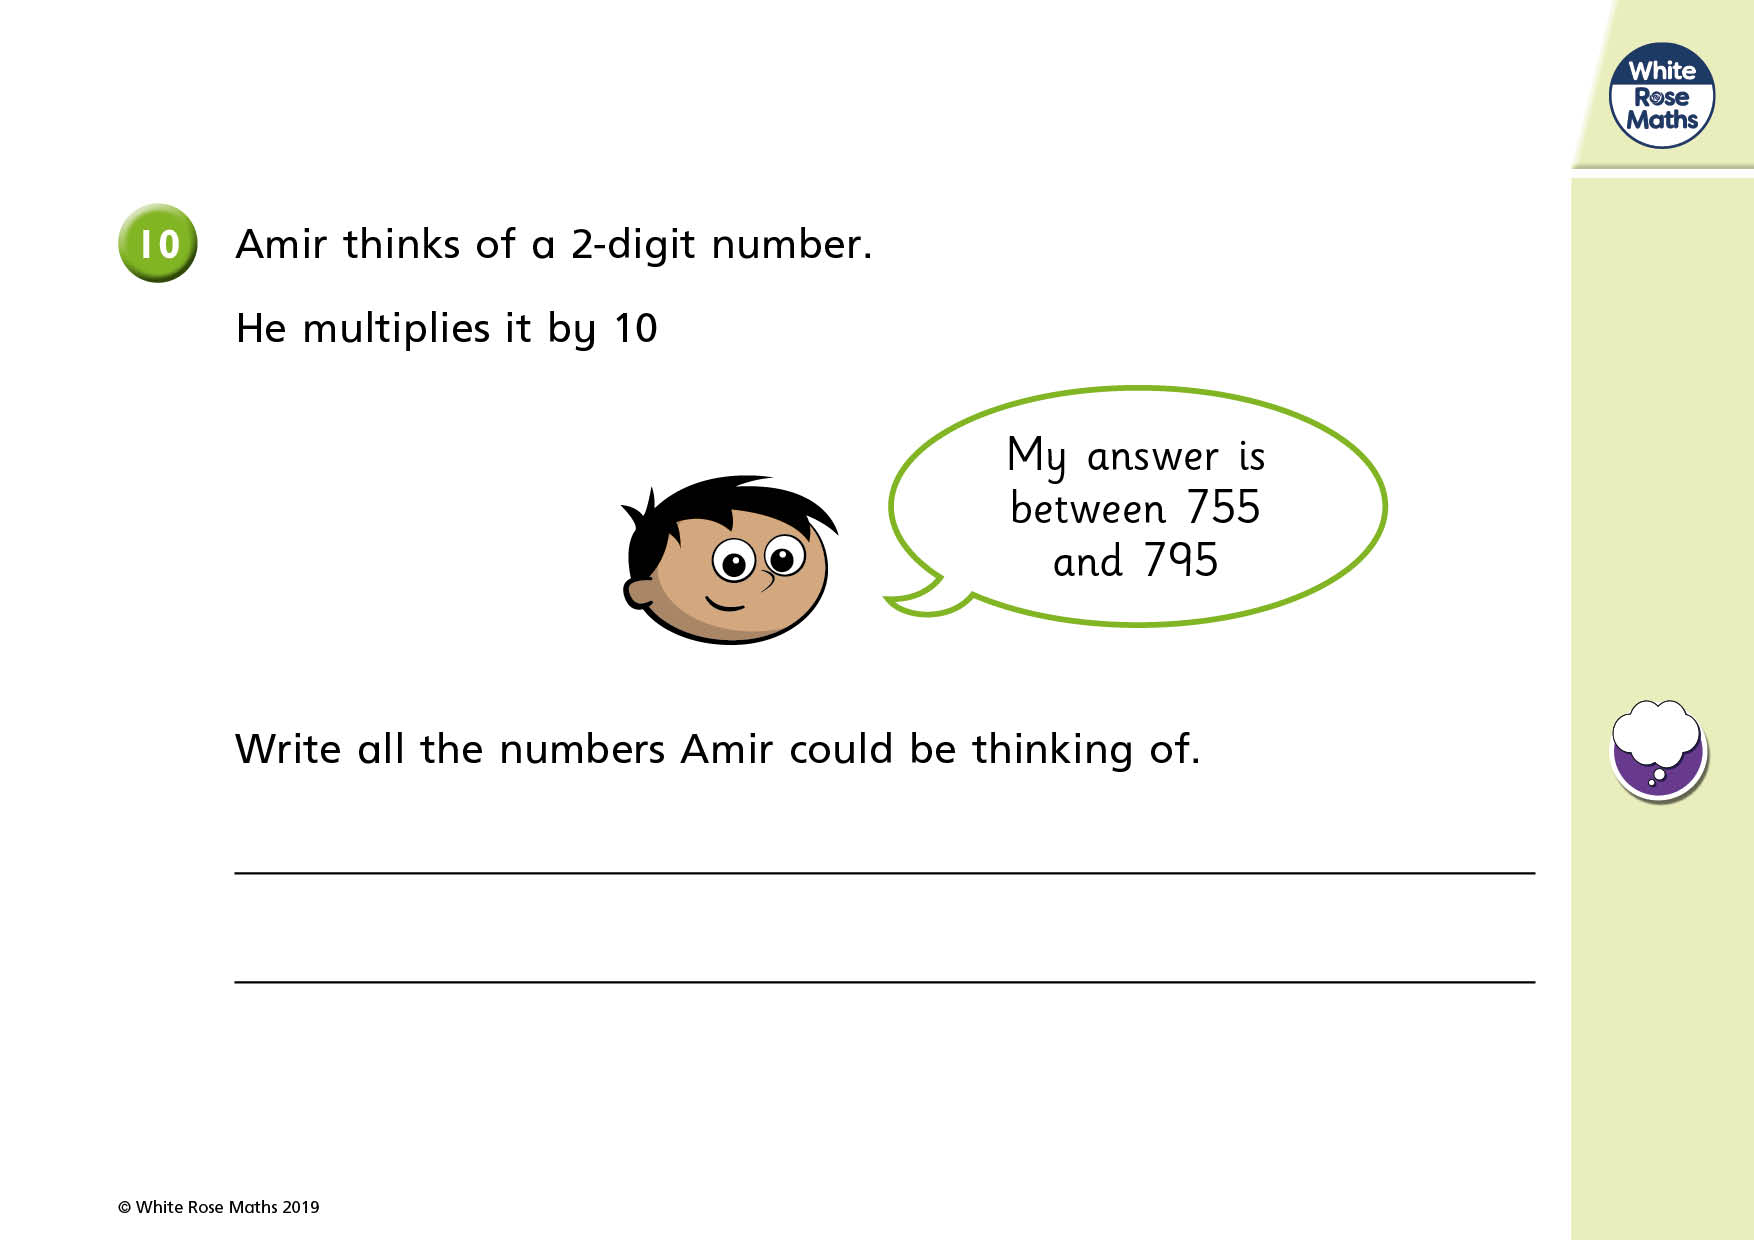 White
Rose
Maths
10 Amir thinks of a 2-digit number.
He multiplies it by 10
My answer is
between 755
and 795
Write all the numbers Amir could be thinking of.
© White Rose Maths 2019